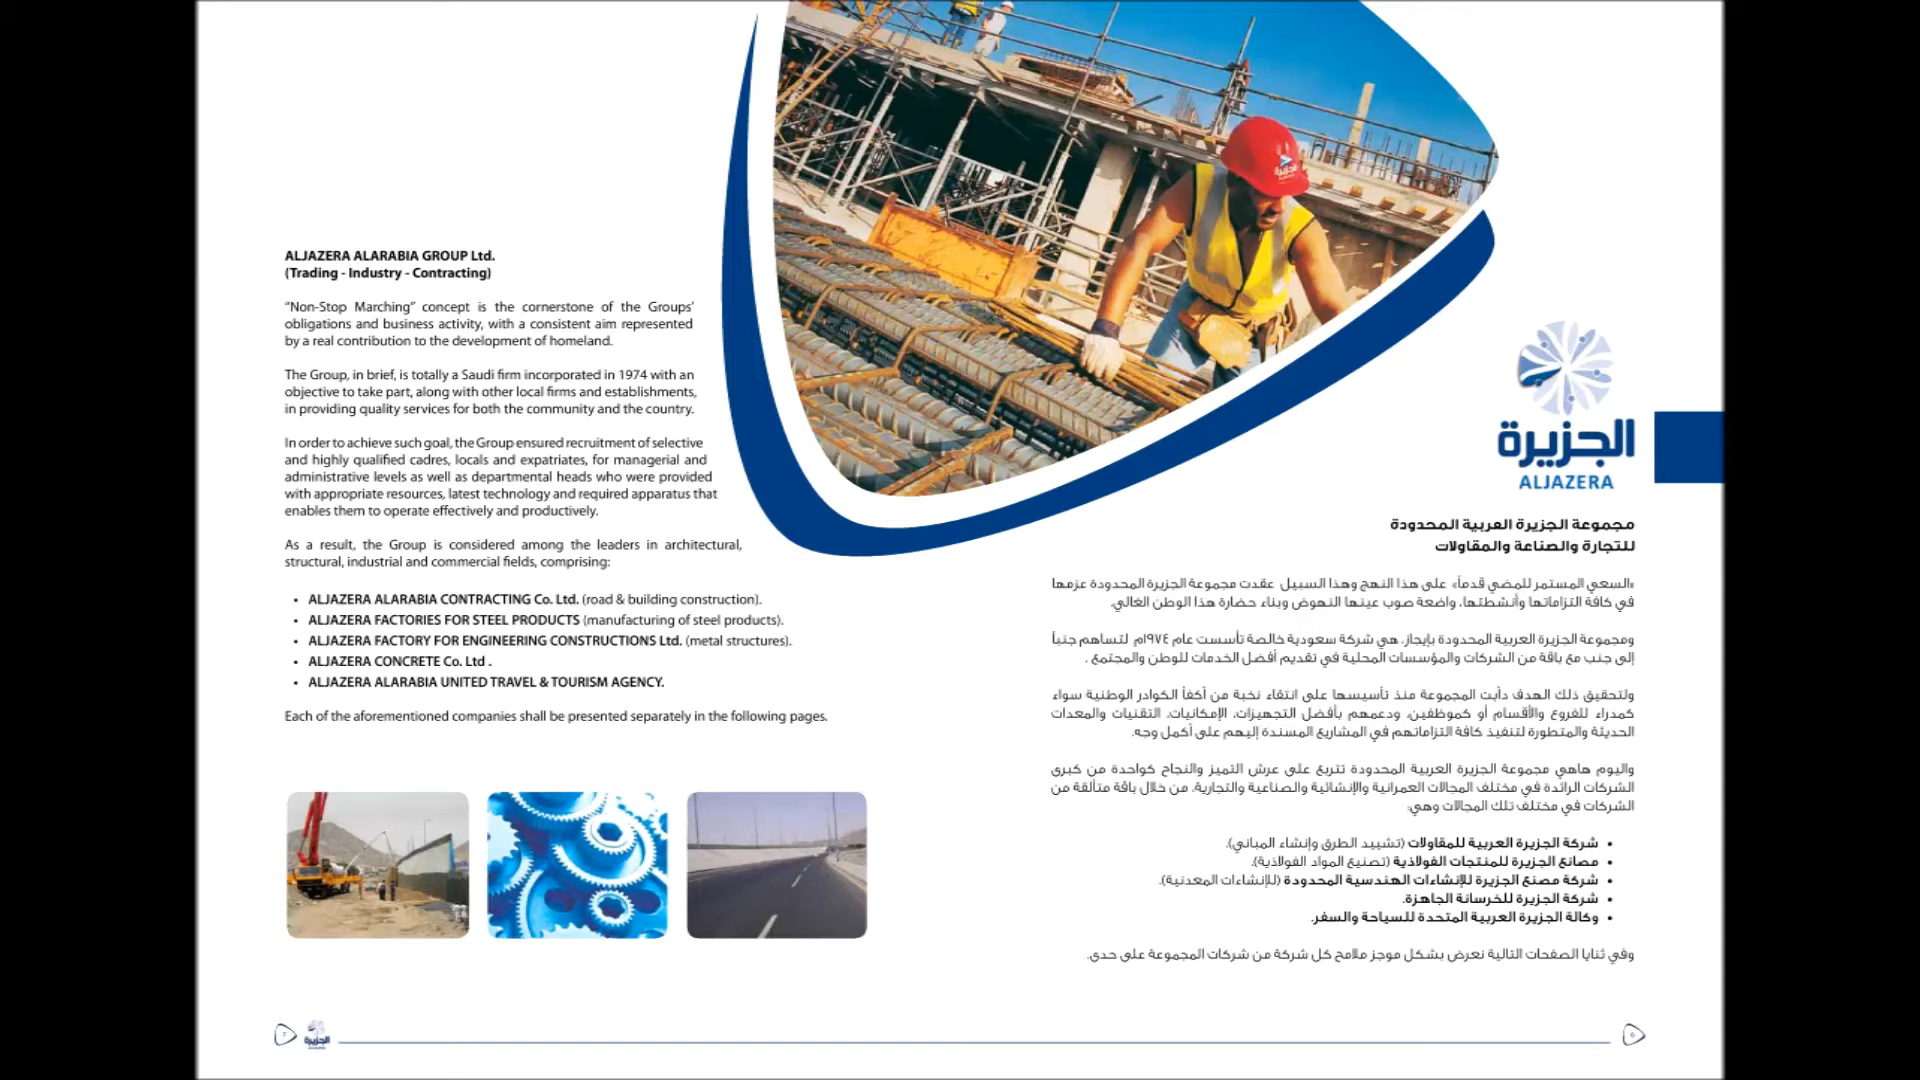 ALJAZERA ALARABIA GROUP Ltd.
(Trading - Industry - Contracting)
“Non-Stop Marching” concept is the cornerstone of the Groups’
obligations and business activity, with a consistent aim represented
by a real contribution to the development of homeland.
The Group, in brief, is totally a Saudi firm incorporated in 1974 with an
objective to take part, along with other local firms and establishments,
in providing quality services for both the community and the country.
In order to achieve such goal, the Group ensured recruitment of selective
and highly qualified cadres, locals and expatriates, for managerial and
administrative levels as well as departmental heads who were provided
with appropriate resources, latest technology and required apparatus that
enables them to operate effectively and productively.
As a result, the Group is considered among the leaders in architectural,
structural, industrial and commercial fields, comprising:
• ALJAZERA ALARABIA CONTRACTING Co. Ltd. (road & building construction).
• ALJAZERA FACTORIES FOR STEEL PRODUCTS (manufacturing of steel products).
• ALJAZERA FACTORY FOR ENGINEERING CONSTRUCTIONS Ltd. (metal structures).
• ALJAZERA CONCRETE Co. Ltd .
• ALJAZERA ALARABIA UNITED TRAVEL & TOURISM AGENCY.
Each of the aforementioned companies shall be presented separately in the following pages.
الجزيرة
الجزيرة
ALJAZERA
مجموعة الجزيرة العربية المحدودة
للتجارة والصناعة والمقاولات
«السعي المستمر للمضي قدماً» على هذا النهج وهذا السبيل عقدت مجموعة الجزيرة المحدودة عزمها
في كافة التزاماتها وأنشطتها، واضعة صوب عينها النهوض وبناء حضارة هذا الوطن الغالي.
ومجموعة الجزيرة العربية المحدودة بإيجاز، هي شركة سعودية خالصة تأسست عام ١٩٧٤م لتساهم جنباً
إلى جنب مع باقة من الشركات والمؤسسات المحلية في تقديم أفضل الخدمات للوطن والمجتمع .
ولتحقيق ذلك الهدف دأبت المجموعة منذ تأسيسها على انتقاء نخبة من أكفأ الكوادر الوطنية سواء
كمدراء للفروع والأقسام أو كموظفين، ودعمهم بأفضل التجهيزات، الإمكانيات، التقنيات والمعدات
الحديثة والمتطورة لتنفيذ كافة التزاماتهم في المشاريع المسندة إليهم على أكمل وجه.
واليوم هاهي مجموعة الجزيرة العربية المحدودة تتربع على عرش التميز والنجاح كواحدة من كبرى
الشركات الرائدة في مختلف المجالات العمرانية والإنشائية والصناعية والتجارية، من خلال باقة متألقة من
الشركات في مختلف تلك المجالات وهي:
• شركة الجزيرة العربية للمقاولات (تشييد الطرق وإنشاء المباني).
• مصانع الجزيرة للمنتجات الفولاذية (تصنيع المواد الفولاذية).
• شركة مصنع الجزيرة للإنشاءات الهندسية المحدودة (للإنشاءات المعدنية).
• شركة الجزيرة للخرسانة الجاهزة.
• وكالة الجزيرة العربية المتحدة للسياحة والسفر.
وفي ثنايا الصفحات التالية نعرض بشكل موجز ملامح كل شركة من شركات المجموعة على حدى.
7
الجزيرة
ALJAZERA